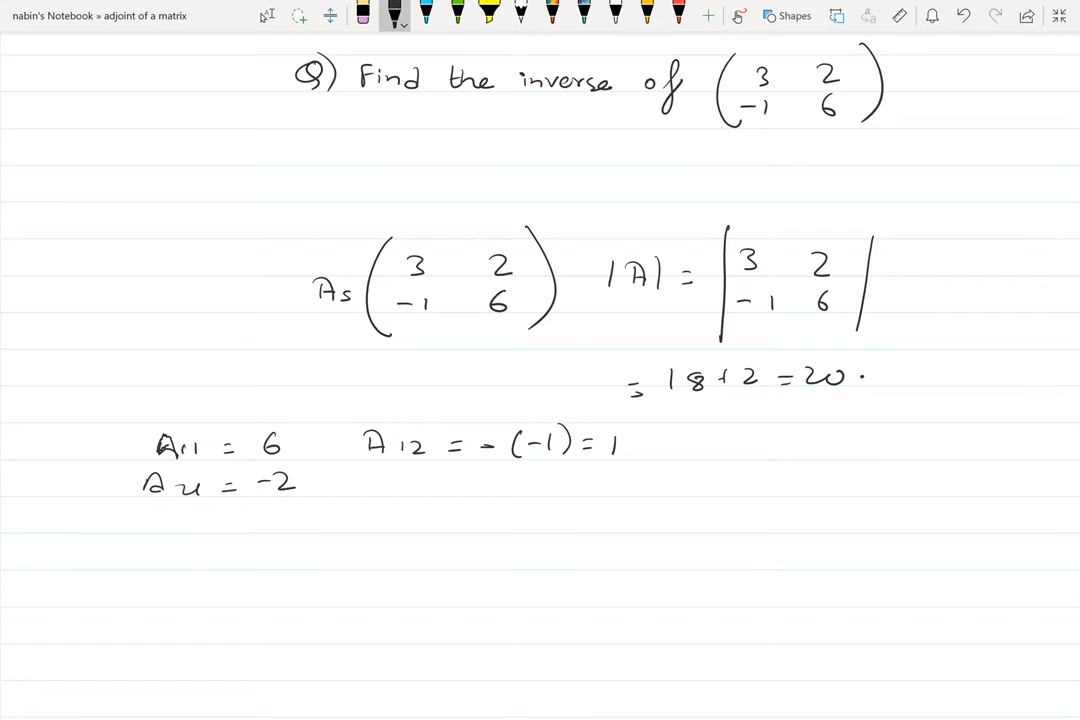 nabin's Notebook » adjoint of a matrix
Shapes
Q) Find the inverse of ( 3 2
-1 6 )
A = ( 3 2
-1 6 ) |A| = | 3 2
-1 6 |
= 18 + 2 = 20.
A11 = 6 A12 = - (-1) = 1
A21 = -2